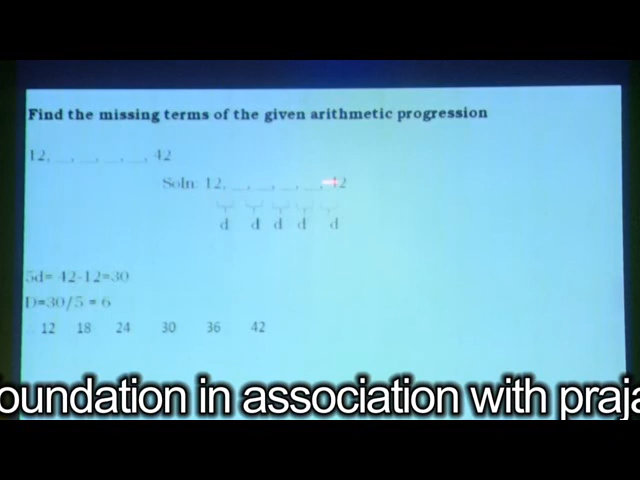 Find the missing terms of the given arithmetic progression
12, __, __, __, __, 42
Soln: 12, __, __, __, __, 42
d d d d d
5d= 42-12=30
D=30/5 = 6
12 18 24 30 36 42
oundation in association with praja